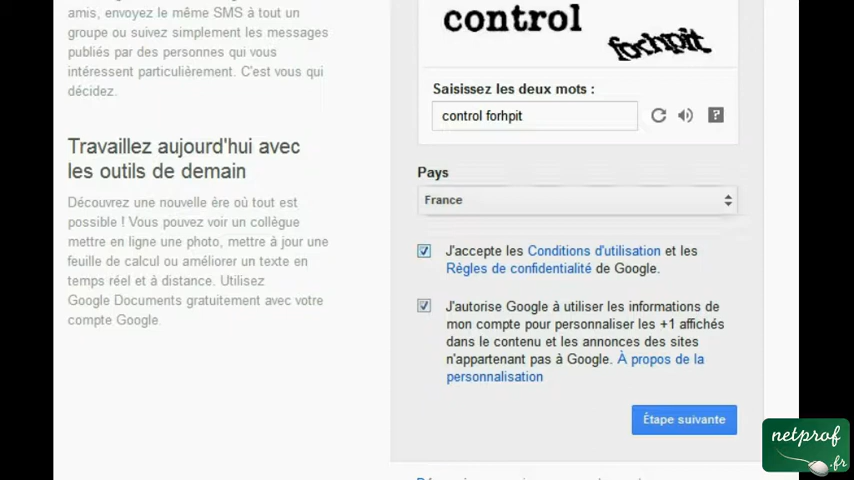 amis, envoyez le même SMS à tout un
groupe ou suivez simplement les messages
publiés par des personnes qui vous
intéressent particulièrement. C'est vous qui
décidez.
Travaillez aujourd'hui avec
les outils de demain
Découvrez une nouvelle ère où tout est
possible ! Vous pouvez voir un collègue
mettre en ligne une photo, mettre à jour une
feuille de calcul ou améliorer un texte en
temps réel et à distance. Utilisez
Google Documents gratuitement avec votre
compte Google.
control
forhpit
Saisissez les deux mots :
control forhpit
?
Pays
France
J'accepte les Conditions d'utilisation et les
Règles de confidentialité de Google.
J'autorise Google à utiliser les informations de
mon compte pour personnaliser les +1 affichés
dans le contenu et les annonces des sites
n'appartenant pas à Google. À propos de la
personnalisation
Étape suivante
netprof
.fr